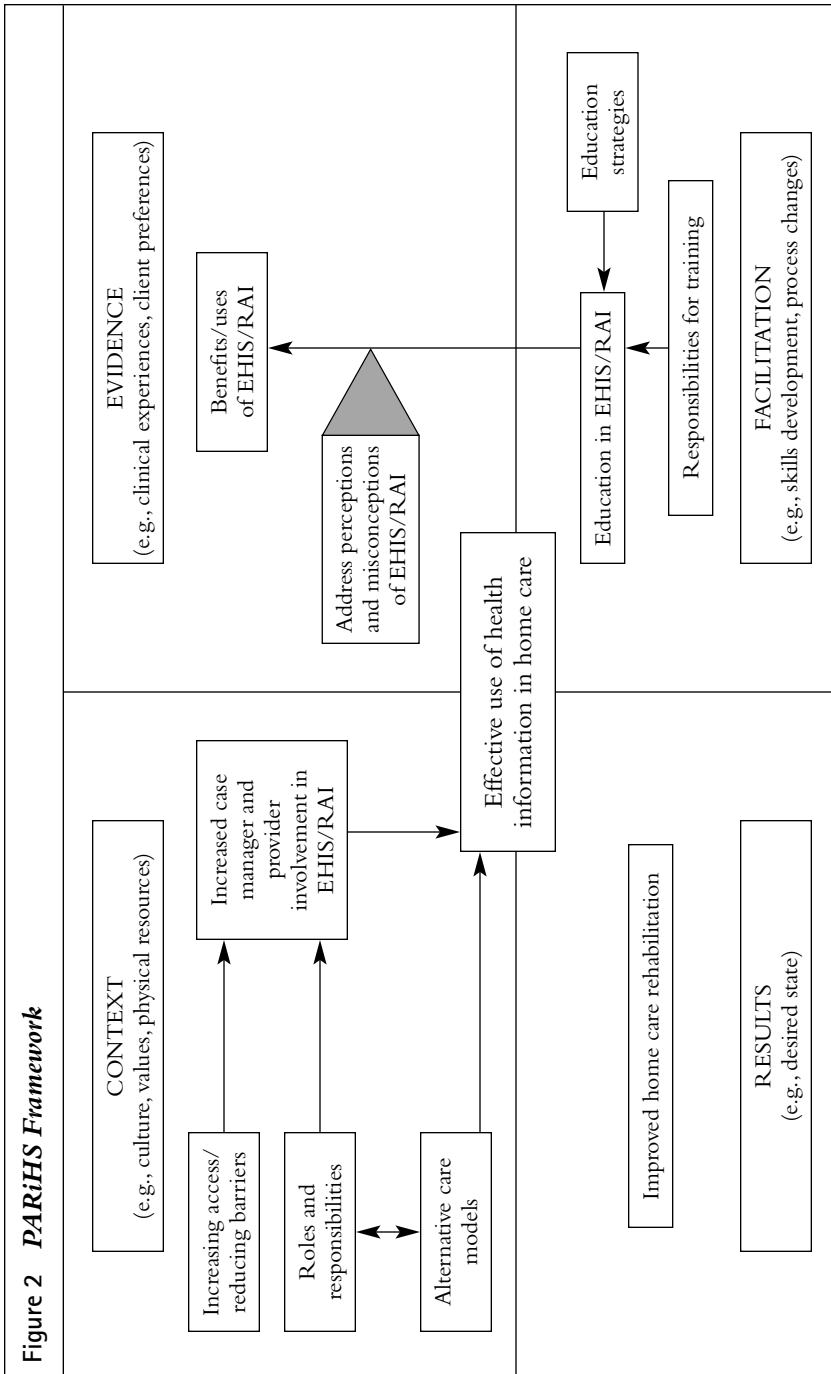 Figure 2 PARiHS Framework
CONTEXT
(e.g., culture, values, physical resources)
Increasing access/
reducing barriers
Roles and
responsibilities
Alternative care
models
Increased case
manager and
provider
involvement in
EHIS/RAI
EVIDENCE
(e.g., clinical experiences, client preferences)
Benefits/uses
of EHIS/RAI
Address perceptions
and misconceptions
of EHIS/RAI
Effective use of health
information in home care
Improved home care rehabilitation
RESULTS
(e.g., desired state)
Education
strategies
Education in EHIS/RAI
Responsibilities for training
FACILITATION
(e.g., skills development, process changes)